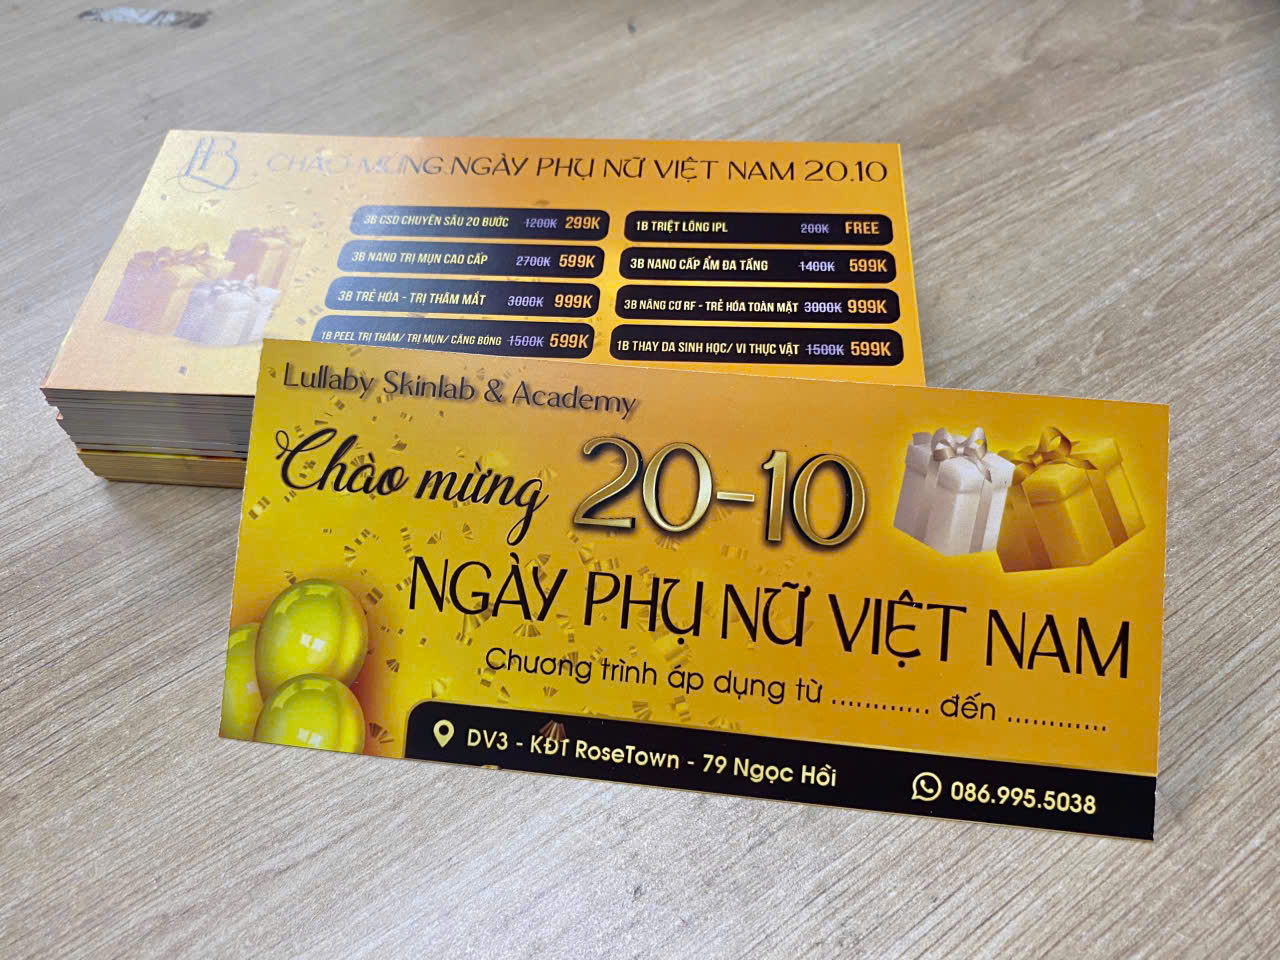 LB
CHÀO MỪNG NGÀY PHỤ NỮ VIỆT NAM 20.10
3B CSD CHUYÊN SÂU 20 BƯỚC 1200K 299K
1B TRIỆT LÔNG IPL 200K FREE
3B NANO TRỊ MỤN CAO CẤP 2700K 599K
3B NANO CẤP ẨM ĐA TẦNG 1400K 599K
3B TRẺ HÓA - TRỊ THÂM MẮT 3000K 999K
3B NÂNG CƠ RF - TRẺ HÓA TOÀN MẶT 3000K 999K
1B PEEL TRỊ THÂM/ TRỊ MỤN/ CĂNG BÓNG 1500K 599K
1B THAY DA SINH HỌC/ VI THỰC VẬT 1500K 599K
Lullaby Skinlab & Academy
Chào mừng 20-10
NGÀY PHỤ NỮ VIỆT NAM
Chương trình áp dụng từ ............ đến ............
DV3 - KĐT RoseTown - 79 Ngọc Hồi
086.995.5038